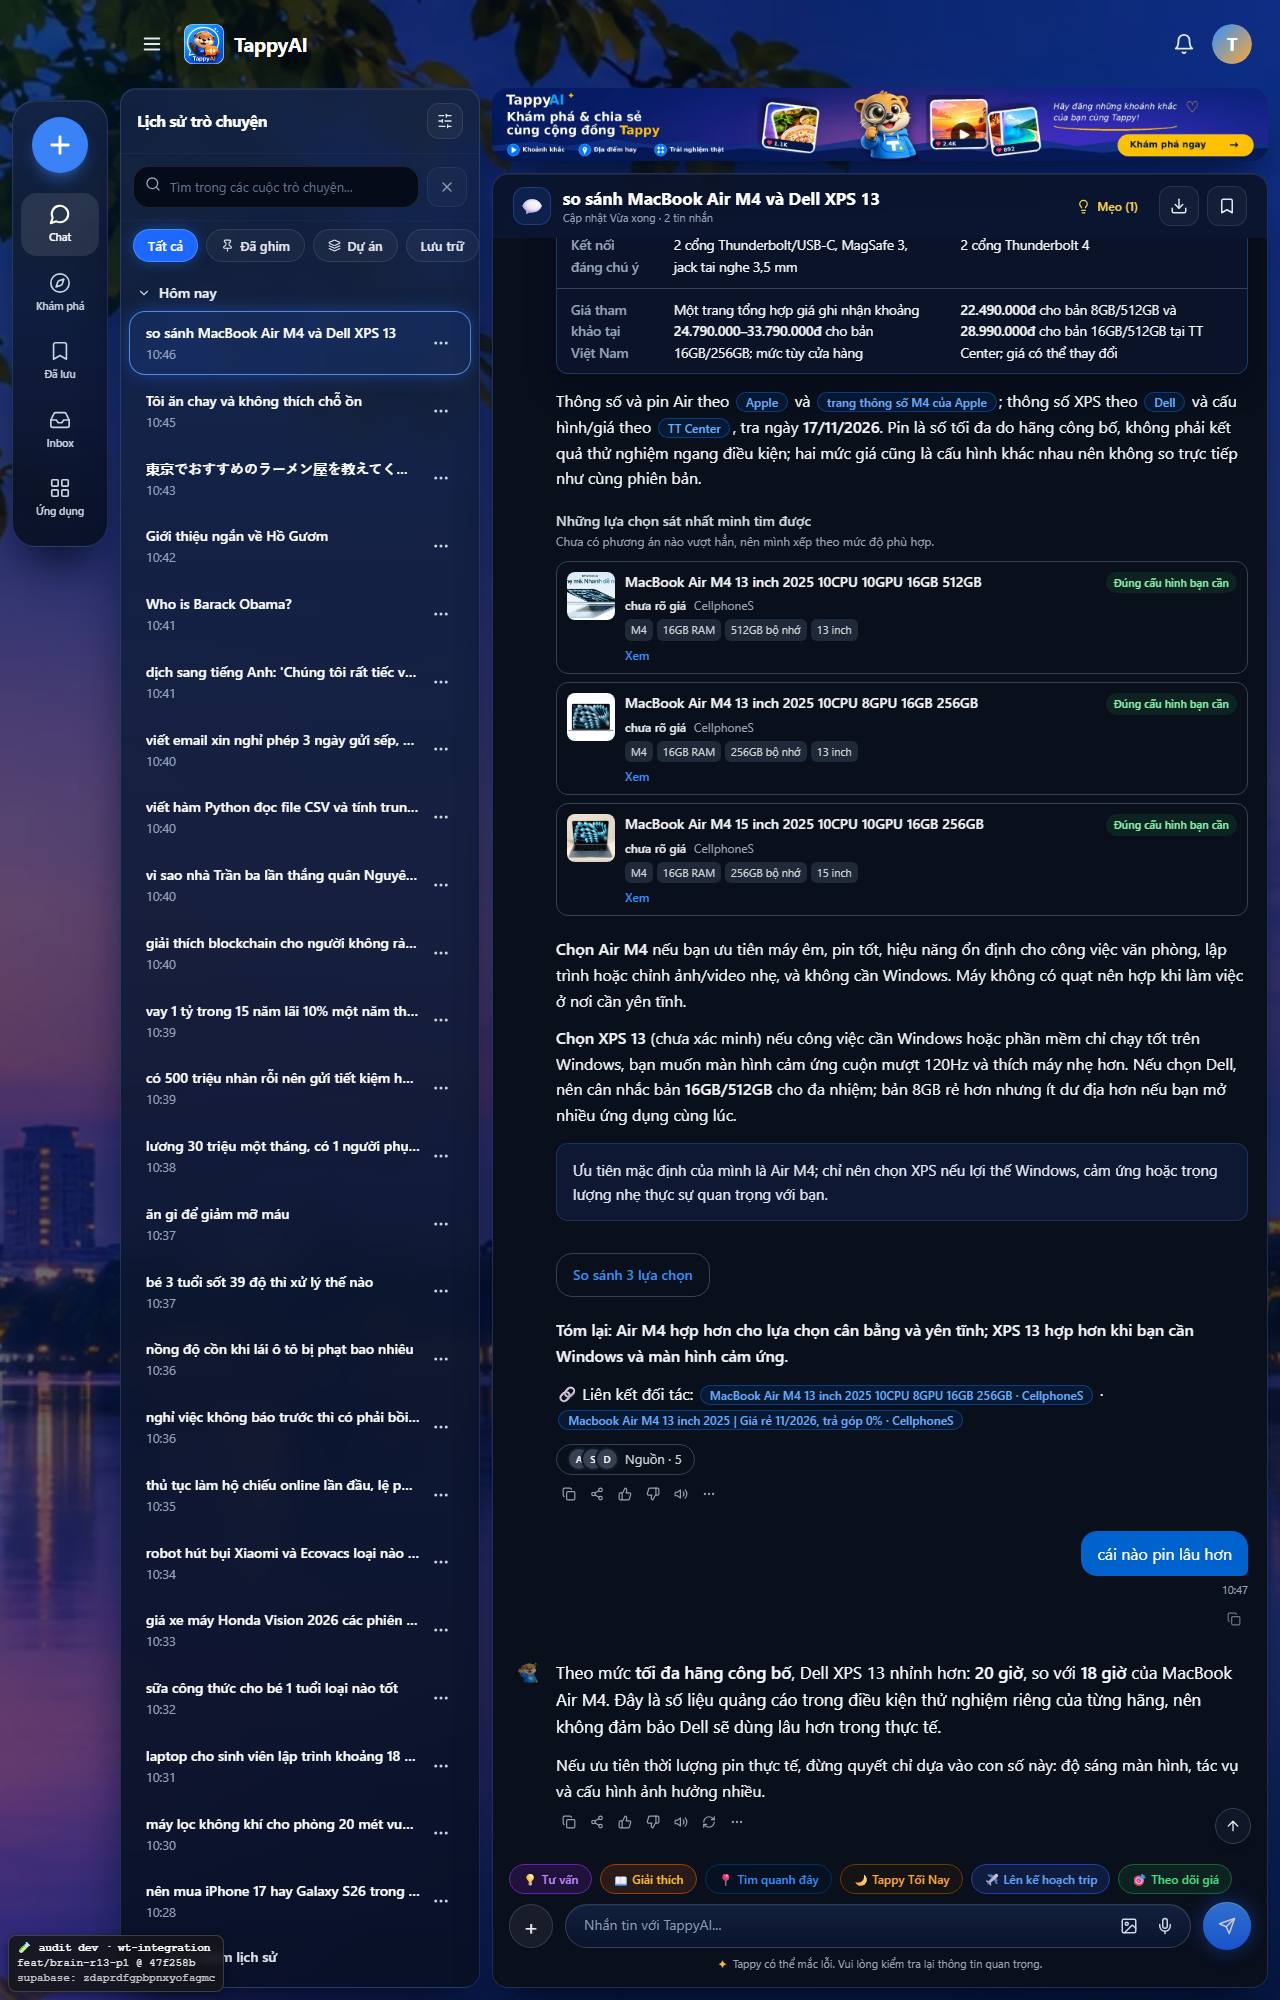 TappyAI
T
Chat
Khám phá
Đã lưu
Inbox
Ứng dụng
Lịch sử trò chuyện
Tìm trong các cuộc trò chuyện...
Tất cả
Đã ghim
Dự án
Lưu trữ
Hôm nay
so sánh MacBook Air M4 và Dell XPS 13
10:46
Tôi ăn chay và không thích chỗ ồn
10:45
東京でおすすめのラーメン屋を教えてく...
10:43
Giới thiệu ngắn về Hồ Gươm
10:42
Who is Barack Obama?
10:41
dịch sang tiếng Anh: 'Chúng tôi rất tiếc v...
10:41
viết email xin nghỉ phép 3 ngày gửi sếp, ...
10:40
viết hàm Python đọc file CSV và tính trun...
10:40
vì sao nhà Trần ba lần thắng quân Nguyê...
10:40
giải thích blockchain cho người không rà...
10:40
vay 1 tỷ trong 15 năm lãi 10% một năm th...
10:39
có 500 triệu nhàn rỗi nên gửi tiết kiệm h...
10:39
lương 30 triệu một tháng, có 1 người phụ...
10:38
ăn gì để giảm mỡ máu
10:37
bé 3 tuổi sốt 39 độ thì xử lý thế nào
10:37
nồng độ cồn khi lái ô tô bị phạt bao nhiêu
10:36
nghỉ việc không báo trước thì có phải bồi...
10:36
thủ tục làm hộ chiếu online lần đầu, lệ p...
10:35
robot hút bụi Xiaomi và Ecovacs loại nào ...
10:34
giá xe máy Honda Vision 2026 các phiên ...
10:33
sữa công thức cho bé 1 tuổi loại nào tốt
10:32
laptop cho sinh viên lập trình khoảng 18 ...
10:31
máy lọc không khí cho phòng 20 mét vu...
10:30
nên mua iPhone 17 hay Galaxy S26 trong ...
10:28
m lịch sử
audit dev · wt-integration
feat/brain-r13-p1 @ 47f258b
supabase: zdaprdfgpbpnxyofagmc
TappyAI
Khám phá & chia sẻ
cùng cộng đồng Tappy
Khoảnh khắc
Địa điểm hay
Trải nghiệm thật
1.1K
2.4K
892
Hãy đăng những khoảnh khắc
của bạn cùng Tappy!
Khám phá ngay →
so sánh MacBook Air M4 và Dell XPS 13
Cập nhật Vừa xong · 2 tin nhắn
Mẹo (1)
Kết nối đáng chú ý
2 cổng Thunderbolt/USB-C, MagSafe 3, jack tai nghe 3,5 mm
2 cổng Thunderbolt 4
Giá tham khảo tại Việt Nam
Một trang tổng hợp giá ghi nhận khoảng 24.790.000–33.790.000đ cho bản 16GB/256GB; mức tùy cửa hàng
22.490.000đ cho bản 8GB/512GB và 28.990.000đ cho bản 16GB/512GB tại TT Center; giá có thể thay đổi
Thông số và pin Air theo Apple và trang thông số M4 của Apple; thông số XPS theo Dell và cấu
hình/giá theo TT Center, tra ngày 17/11/2026. Pin là số tối đa do hãng công bố, không phải kết
quả thử nghiệm ngang điều kiện; hai mức giá cũng là cấu hình khác nhau nên không so trực tiếp
như cùng phiên bản.
Những lựa chọn sát nhất mình tìm được
Chưa có phương án nào vượt hẳn, nên mình xếp theo mức độ phù hợp.
MacBook Air M4 13 inch 2025 10CPU 10GPU 16GB 512GB
Đúng cấu hình bạn cần
chưa rõ giá CellphoneS
M4 16GB RAM 512GB bộ nhớ 13 inch
Xem
MacBook Air M4 13 inch 2025 10CPU 8GPU 16GB 256GB
Đúng cấu hình bạn cần
chưa rõ giá CellphoneS
M4 16GB RAM 256GB bộ nhớ 13 inch
Xem
MacBook Air M4 15 inch 2025 10CPU 10GPU 16GB 256GB
Đúng cấu hình bạn cần
chưa rõ giá CellphoneS
M4 16GB RAM 256GB bộ nhớ 15 inch
Xem
Chọn Air M4 nếu bạn ưu tiên máy êm, pin tốt, hiệu năng ổn định cho công việc văn phòng, lập
trình hoặc chỉnh ảnh/video nhẹ, và không cần Windows. Máy không có quạt nên hợp khi làm việc
ở nơi cần yên tĩnh.
Chọn XPS 13 (chưa xác minh) nếu công việc cần Windows hoặc phần mềm chỉ chạy tốt trên
Windows, bạn muốn màn hình cảm ứng cuộn mượt 120Hz và thích máy nhẹ hơn. Nếu chọn Dell,
nên cân nhắc bản 16GB/512GB cho đa nhiệm; bản 8GB rẻ hơn nhưng ít dư địa hơn nếu bạn mở
nhiều ứng dụng cùng lúc.
Ưu tiên mặc định của mình là Air M4; chỉ nên chọn XPS nếu lợi thế Windows, cảm ứng hoặc trọng
lượng nhẹ thực sự quan trọng với bạn.
So sánh 3 lựa chọn
Tóm lại: Air M4 hợp hơn cho lựa chọn cân bằng và yên tĩnh; XPS 13 hợp hơn khi bạn cần
Windows và màn hình cảm ứng.
Liên kết đối tác: MacBook Air M4 13 inch 2025 10CPU 8GPU 16GB 256GB · CellphoneS ·
Macbook Air M4 13 inch 2025 | Giá rẻ 11/2026, trả góp 0% · CellphoneS
A S D Nguồn · 5
cái nào pin lâu hơn
10:47
Theo mức tối đa hãng công bố, Dell XPS 13 nhỉnh hơn: 20 giờ, so với 18 giờ của MacBook
Air M4. Đây là số liệu quảng cáo trong điều kiện thử nghiệm riêng của từng hãng, nên
không đảm bảo Dell sẽ dùng lâu hơn trong thực tế.
Nếu ưu tiên thời lượng pin thực tế, đừng quyết chỉ dựa vào con số này: độ sáng màn hình, tác vụ
và cấu hình ảnh hưởng nhiều.
Tư vấn
Giải thích
Tìm quanh đây
Tappy Tối Nay
Lên kế hoạch trip
Theo dõi giá
Nhắn tin với TappyAI...
Tappy có thể mắc lỗi. Vui lòng kiểm tra lại thông tin quan trọng.